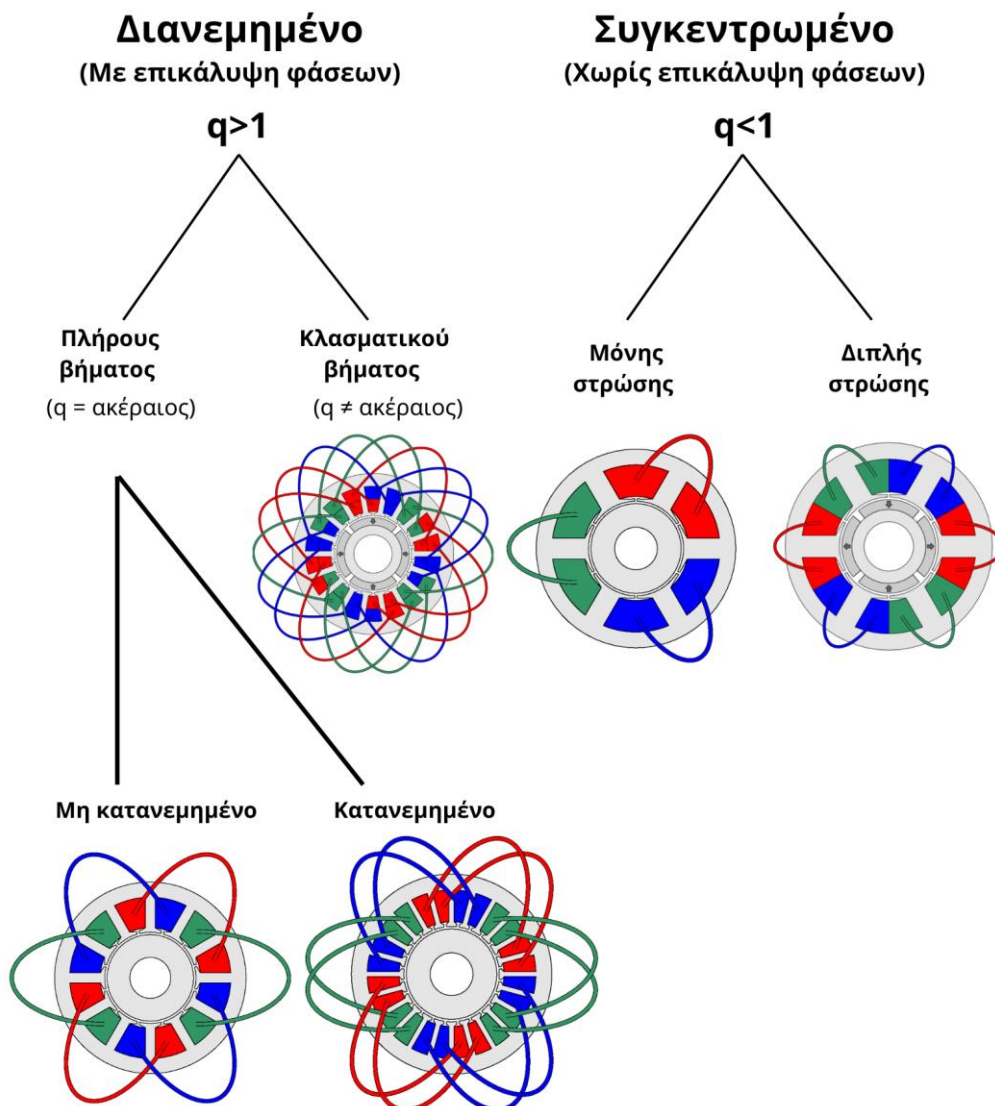 Διανεμημένο
(Με επικάλυψη φάσεων)
q>1
Συγκεντρωμένο
(Χωρίς επικάλυψη φάσεων)
q<1
Πλήρους
βήματος
(q = ακέραιος)
Κλασματικού
βήματος
(q ≠ ακέραιος)
Μόνης
στρώσης
Διπλής
στρώσης
Μη κατανεμημένο
Κατανεμημένο